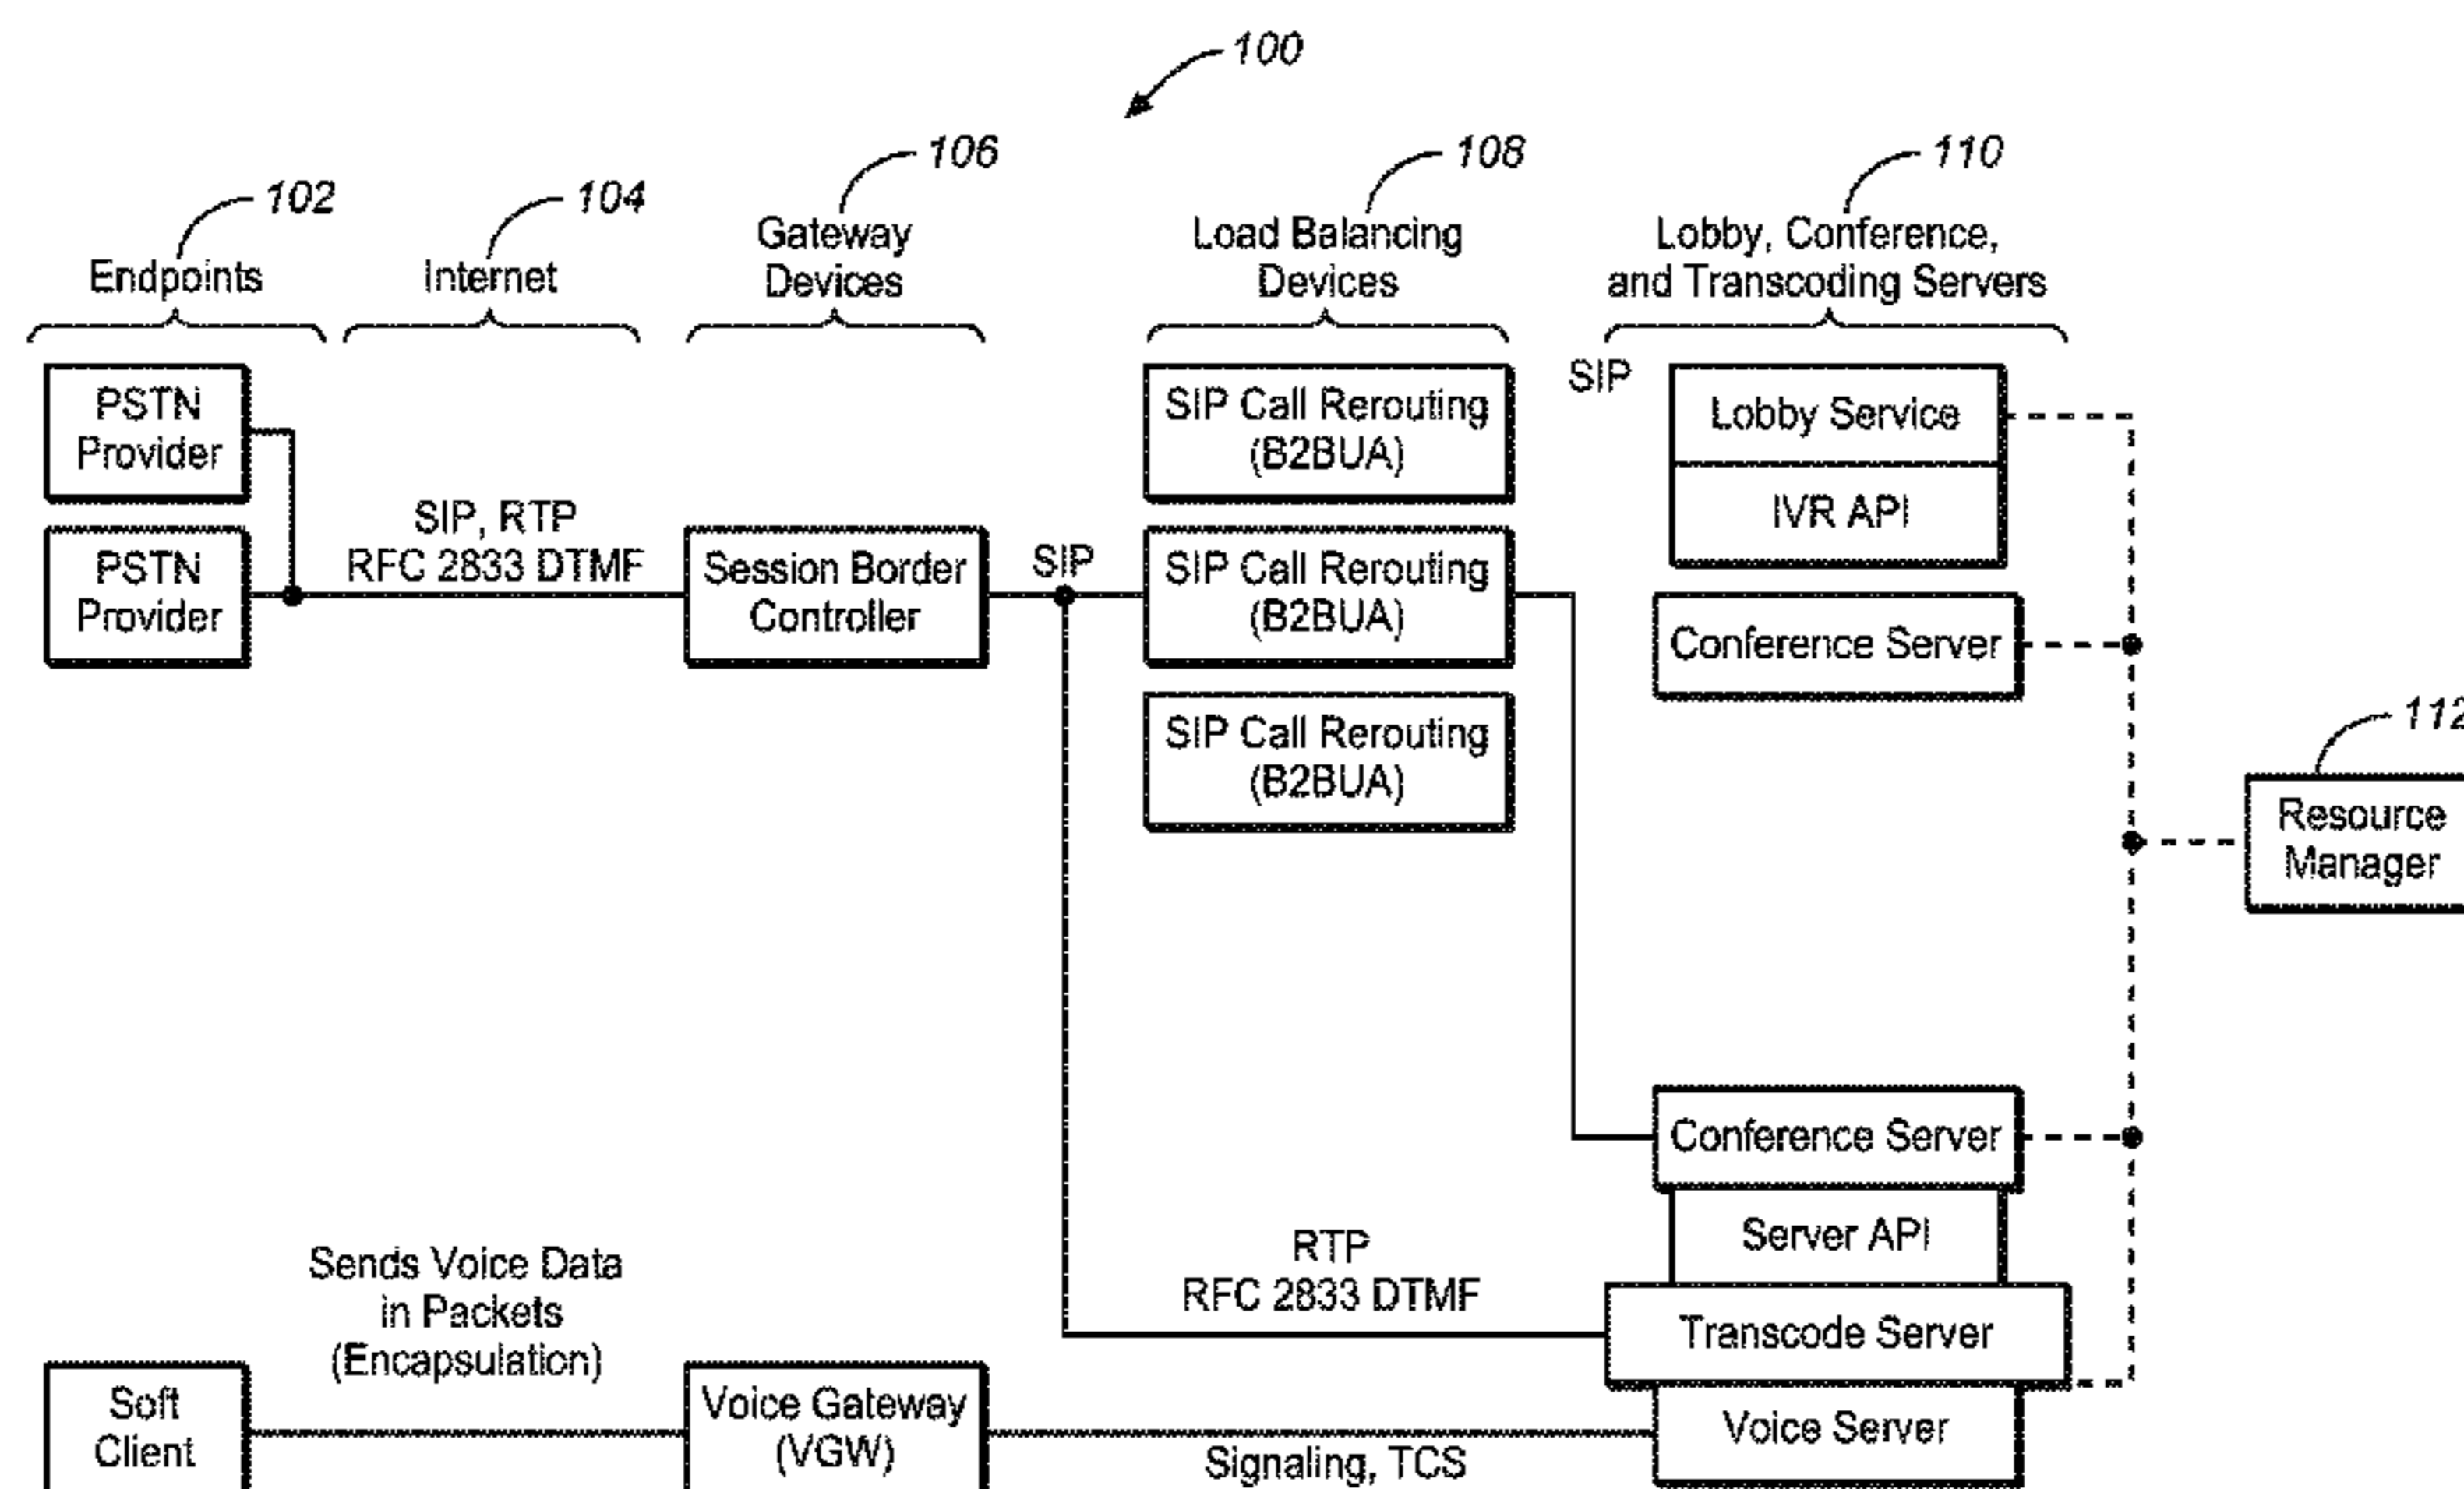 100
102
104
106
108
110
Endpoints
Internet
Gateway
Devices
Load Balancing
Devices
Lobby, Conference,
and Transcoding Servers
PSTN
Provider
PSTN
Provider
SIP, RTP
RFC 2833 DTMF
Session Border
Controller
SIP
SIP Call Rerouting
(B2BUA)
SIP Call Rerouting
(B2BUA)
SIP Call Rerouting
(B2BUA)
SIP
Lobby Service
IVR API
Conference Server
112
Resource
Manager
Conference Server
Server API
RTP
RFC 2833 DTMF
Transcode Server
Voice Server
Sends Voice Data
in Packets
(Encapsulation)
Soft
Client
Voice Gateway
(VGW)
Signaling, TCS